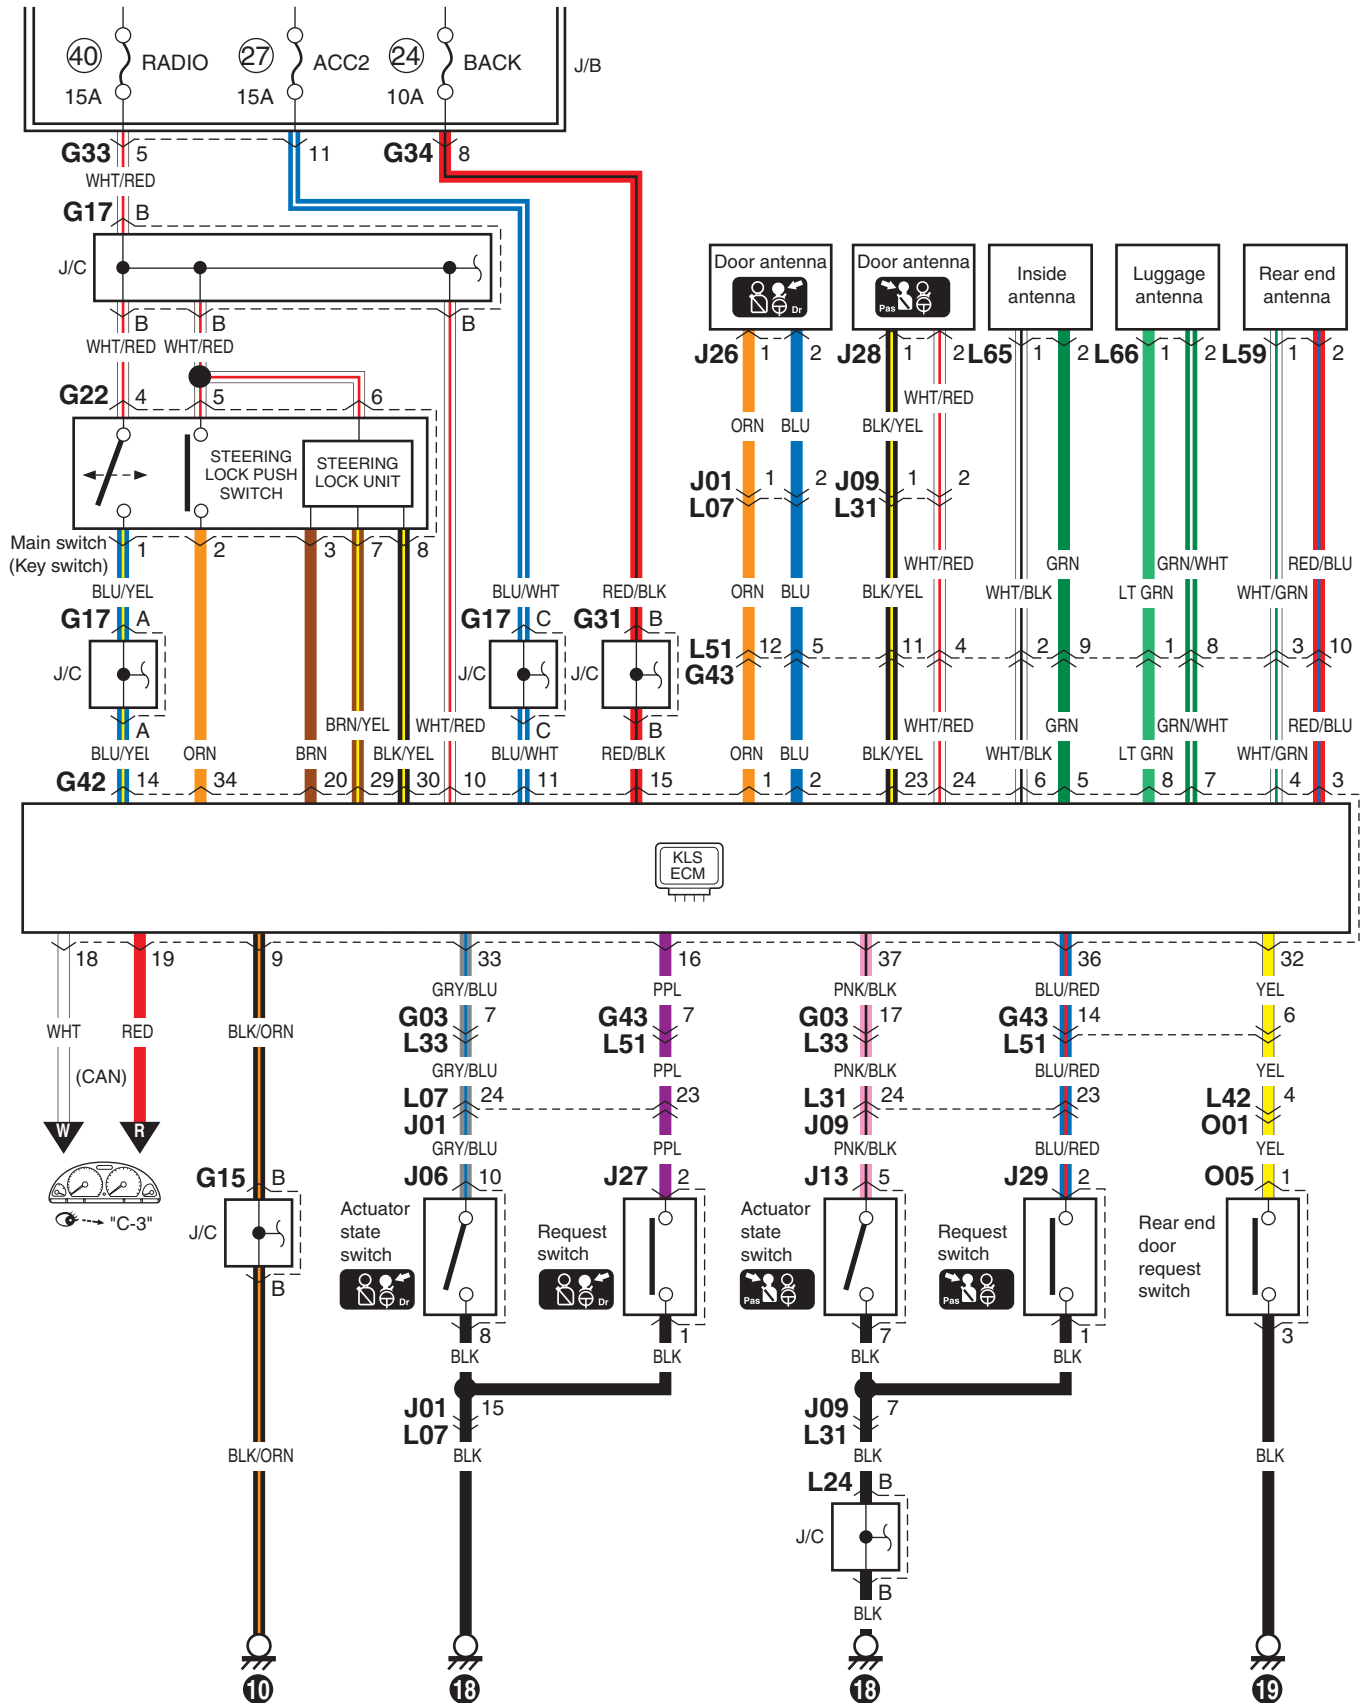 40 RADIO 27 ACC2 24 BACK J/B
15A 15A 10A
G33 5 11 G34 8
WHT/RED
G17 B
J/C
B B B
WHT/RED WHT/RED
G22 4 5 6
STEERING LOCK PUSH SWITCH
STEERING LOCK UNIT
Main switch
(Key switch)
1 2 3 7 8
BLU/YEL BLU/WHT RED/BLK
G17 A G17 C G31 B
J/C J/C J/C
A C B
BRN/YEL WHT/RED
BLU/YEL ORN BRN BLK/YEL BLU/WHT RED/BLK
Door antenna
Dr
Door antenna
Pas
Inside
antenna
Luggage
antenna
Rear end
antenna
J26 1 2 J28 1 2 L65 1 2 L66 1 2 L59 1 2
WHT/RED
ORN BLU BLK/YEL
J01 1 2 J09 1 2
L07 L31
WHT/RED GRN GRN/WHT RED/BLU
ORN BLU BLK/YEL WHT/BLK LT GRN WHT/GRN
L51 12 5 11 4 2 9 1 8 3 10
G43
WHT/RED GRN GRN/WHT RED/BLU
ORN BLU BLK/YEL WHT/BLK LT GRN WHT/GRN
G42 14 34 20 29 30 10 11 15 1 2 23 24 6 5 8 7 4 3
KLS
ECM
18 19 9 33 16 37 36 32
GRY/BLU PPL PNK/BLK BLU/RED YEL
WHT RED BLK/ORN
G03 7 G43 7 G03 17 G43 14 6
L33 L51 L33 L51
(CAN)
GRY/BLU PPL PNK/BLK BLU/RED YEL
L07 24 23 L31 24 23 L42 4
J01 J09 O01
W R
GRY/BLU PPL PNK/BLK BLU/RED YEL
G15 B J06 10 J27 2 J13 5 J29 2 O05 1
"C-3"
J/C
B
Actuator
state
switch
Dr
Request
switch
Dr
Actuator
state
switch
Pas
Request
switch
Pas
Rear end
door
request
switch
8 1 7 1 3
BLK BLK BLK BLK
J01 15 J09 7
L07 L31
BLK/ORN BLK BLK BLK
L24 B
J/C
B
BLK
10 18 18 19